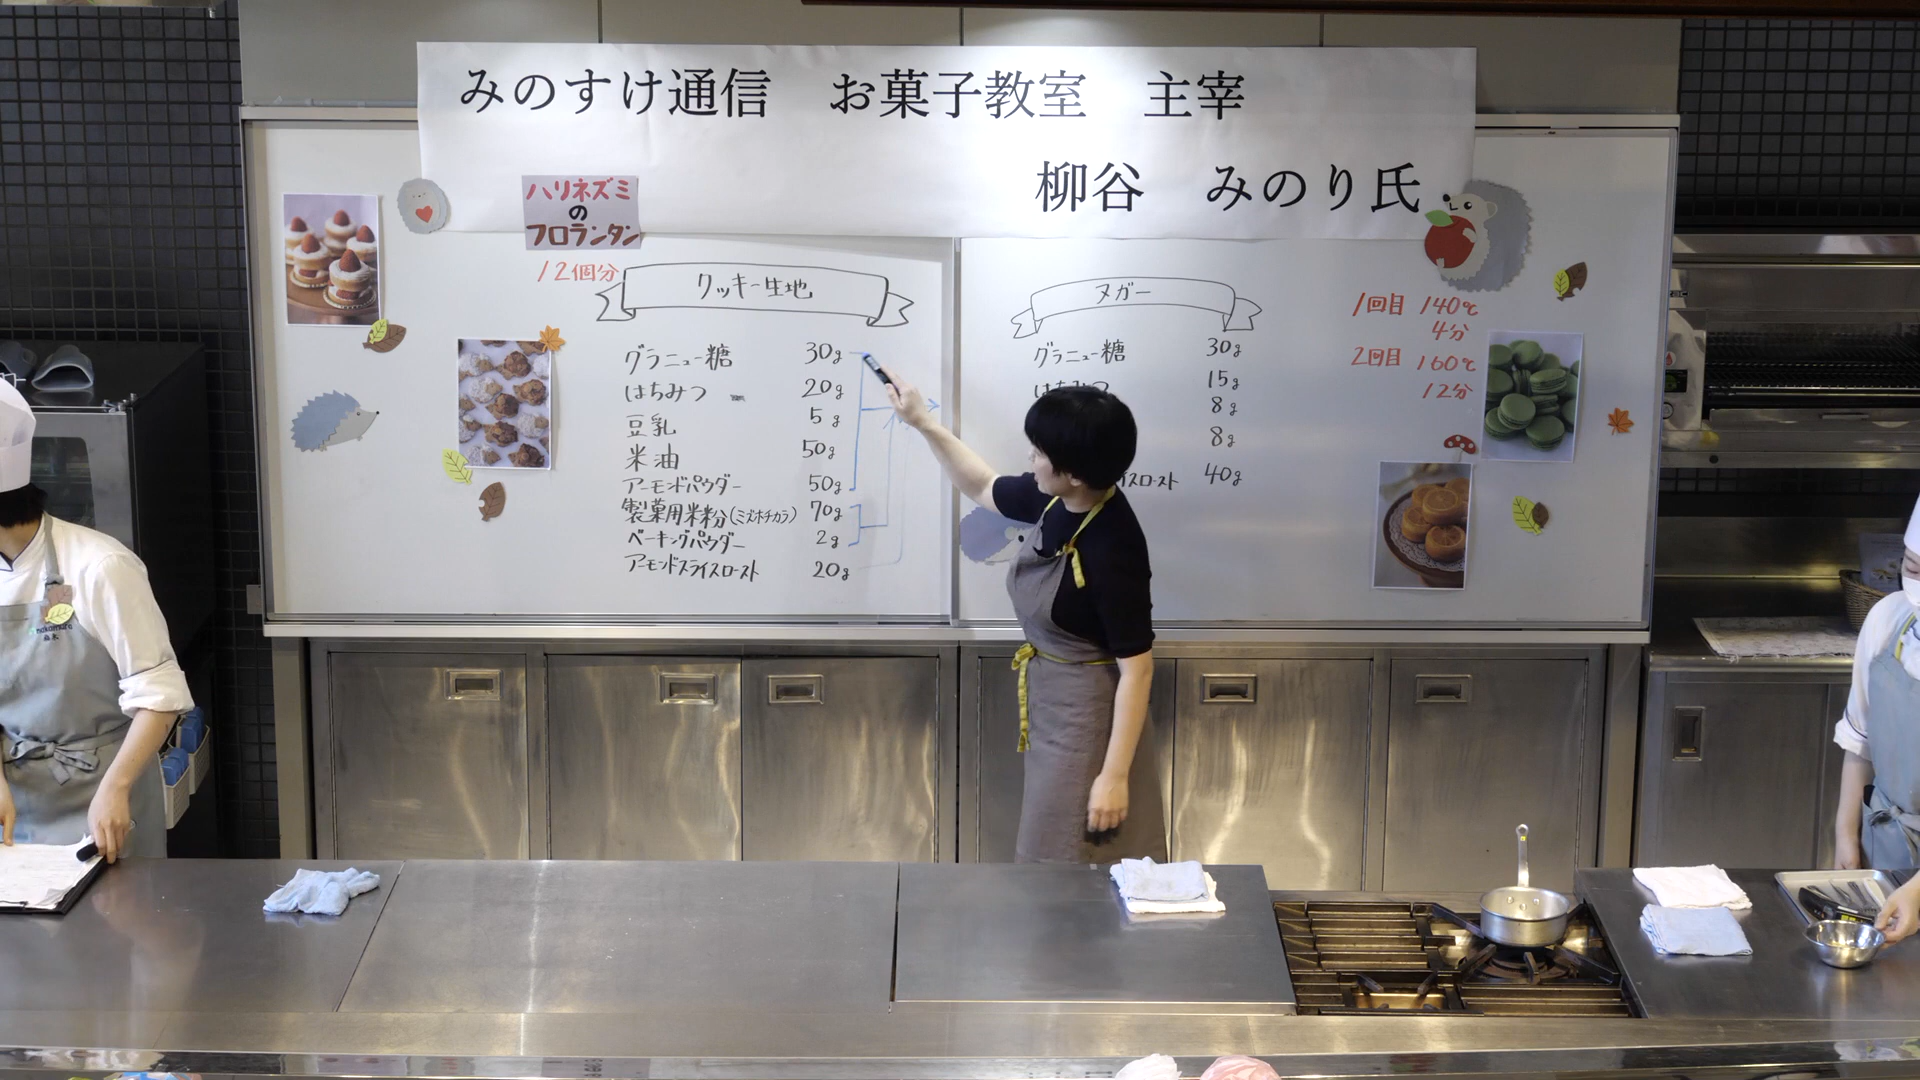 みのすけ通信　お菓子教室　主宰
柳谷　みのり氏
ハリネズミ
の
フロランタン
12個分
クッキー生地
グラニュー糖 30g
はちみつ 20g
豆乳 5g
米油 50g
アーモンドパウダー 50g
製菓用米粉(ミズホチカラ) 70g
ベーキングパウダー 2g
アーモンドスライスロースト 20g
ヌガー
グラニュー糖 30g
はちみつ 15g
8g
8g
イスロースト 40g
1回目 140℃
4分
2回目 160℃
12分